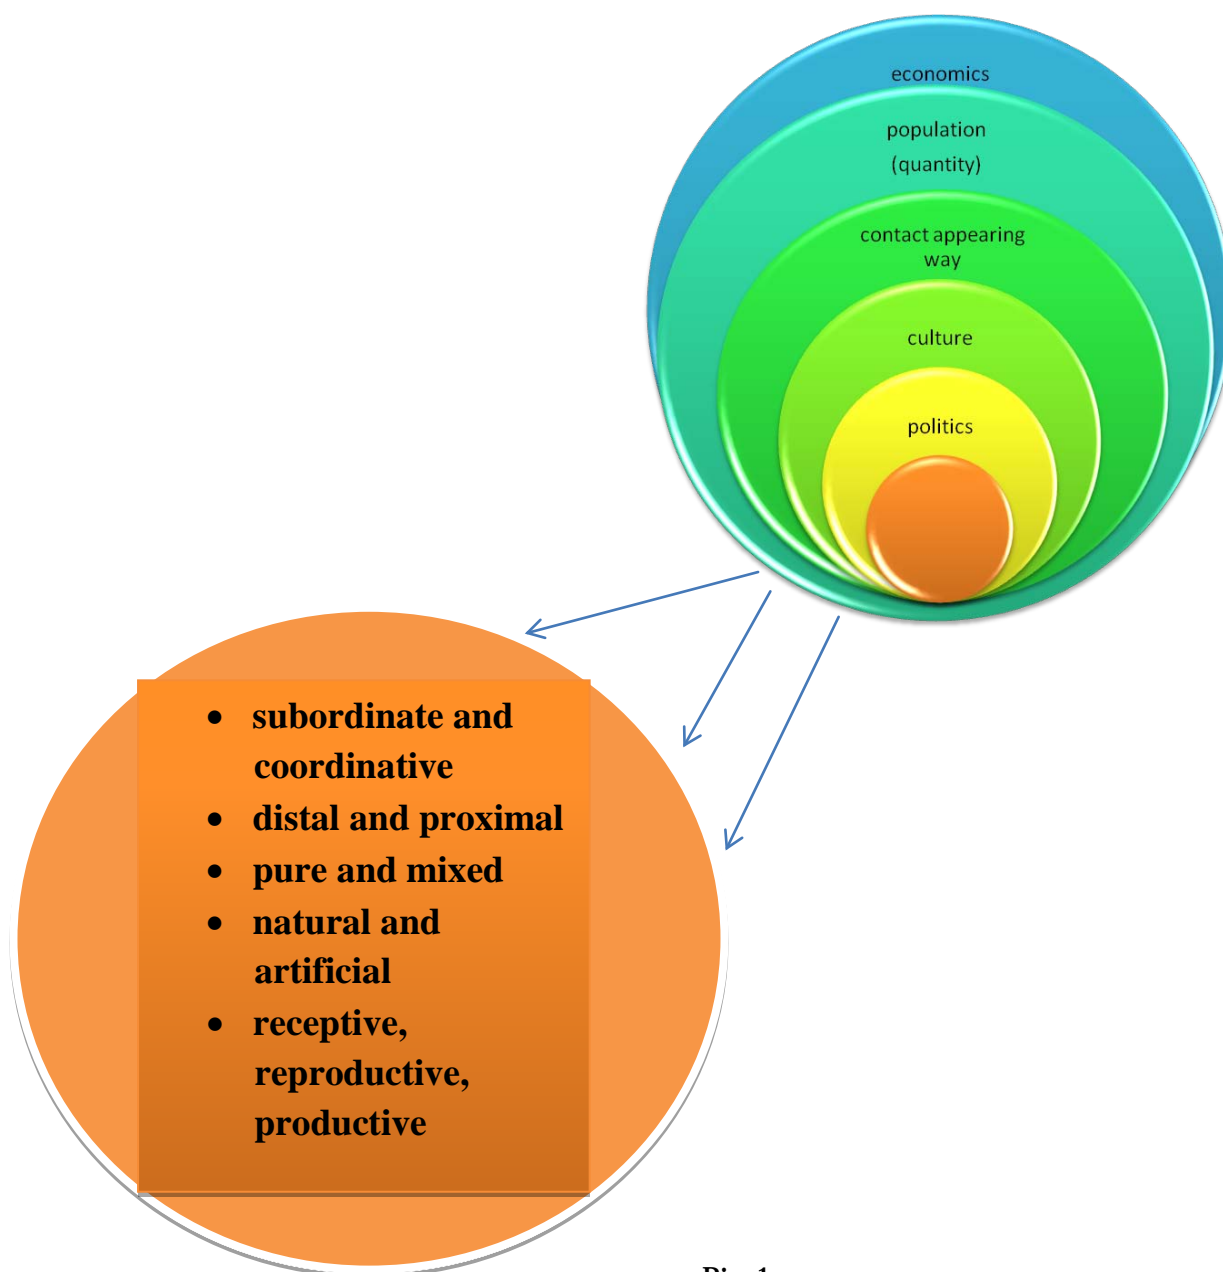 economics
population
(quantity)
contact appearing
way
culture
politics
• subordinate and
coordinative
• distal and proximal
• pure and mixed
• natural and
artificial
• receptive,
reproductive,
productive